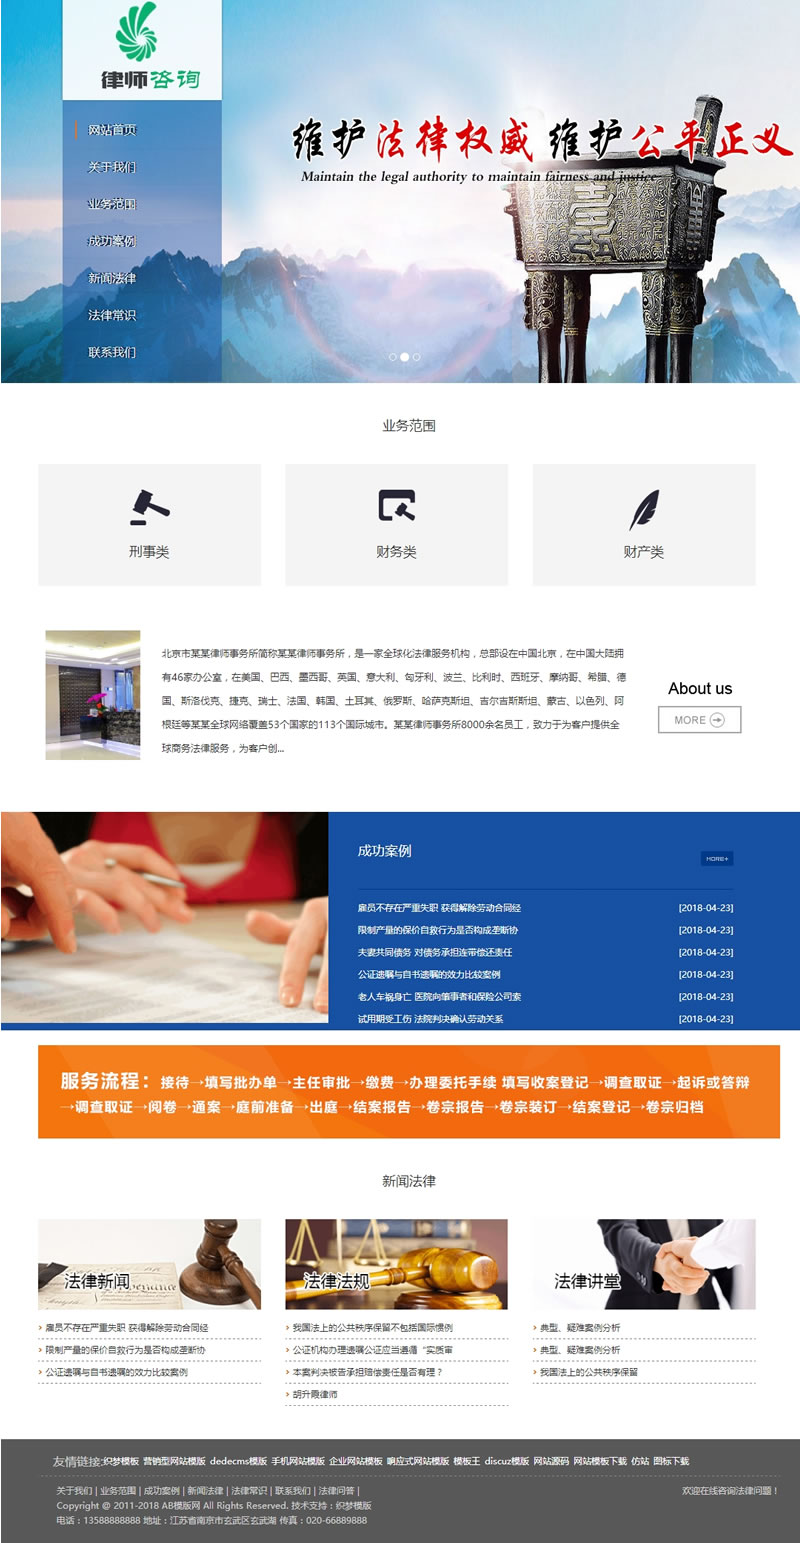 律师咨询
网站首页
关于我们
业务范围
成功案例
新闻法律
法律常识
联系我们
维护法律权威 维护公平正义
Maintain the legal authority to maintain fairness and justice
业务范围
刑事类
财务类
财产类
北京市某某律师事务所简称某某律师事务所，是一家全球化法律服务机构，总部设在中国北京，在中国大陆拥
有46家办公室，在美国、巴西、墨西哥、英国、意大利、匈牙利、波兰、比利时、西班牙、摩纳哥、希腊、德
国、斯洛伐克、捷克、瑞士、法国、韩国、土耳其、俄罗斯、哈萨克斯坦、吉尔吉斯斯坦、蒙古、以色列、阿
根廷等某某全球网络覆盖53个国家的113个国际城市。某某律师事务所8000余名员工，致力于为客户提供全
球商务法律服务，为客户创...
About us
MORE
成功案例
MORE+
雇员不存在严重失职 获得解除劳动合同经 [2018-04-23]
限制产量的保价自救行为是否构成垄断协 [2018-04-23]
夫妻共同债务 对债务承担连带偿还责任 [2018-04-23]
公证遗嘱与自书遗嘱的效力比较案例 [2018-04-23]
老人车祸身亡 医院向肇事者和保险公司索 [2018-04-23]
试用期受工伤 法院判决确认劳动关系 [2018-04-23]
服务流程：接待→填写批办单→主任审批→缴费→办理委托手续 填写收案登记→调查取证→起诉或答辩
→调查取证→阅卷→通案→庭前准备→出庭→结案报告→卷宗报告→卷宗装订→结案登记→卷宗归档
新闻法律
法律新闻
法律法规
法律讲堂
雇员不存在严重失职 获得解除劳动合同经
限制产量的保价自救行为是否构成垄断协
公证遗嘱与自书遗嘱的效力比较案例
我国法上的公共秩序保留不包括国际惯例
公证机构办理遗嘱公证应当遵循“实质审
本案判决被告承担赔偿责任是否有理？
胡升霞律师
典型、疑难案例分析
典型、疑难案例分析
我国法上的公共秩序保留
友情链接:织梦模板 营销型网站模版 dedecms模版 手机网站模版 企业网站模板 响应式网站模版 模板王 discuz模版 网站源码 网站模板下载 仿站 图标下载
关于我们 | 业务范围 | 成功案例 | 新闻法律 | 法律常识 | 联系我们 | 法律问答 |
欢迎在线咨询法律问题！
Copyright @ 2011-2018 AB模版网 All Rights Reserved. 技术支持：织梦模版
电话：13588888888 地址：江苏省南京市玄武区玄武湖 传真：020-66889888